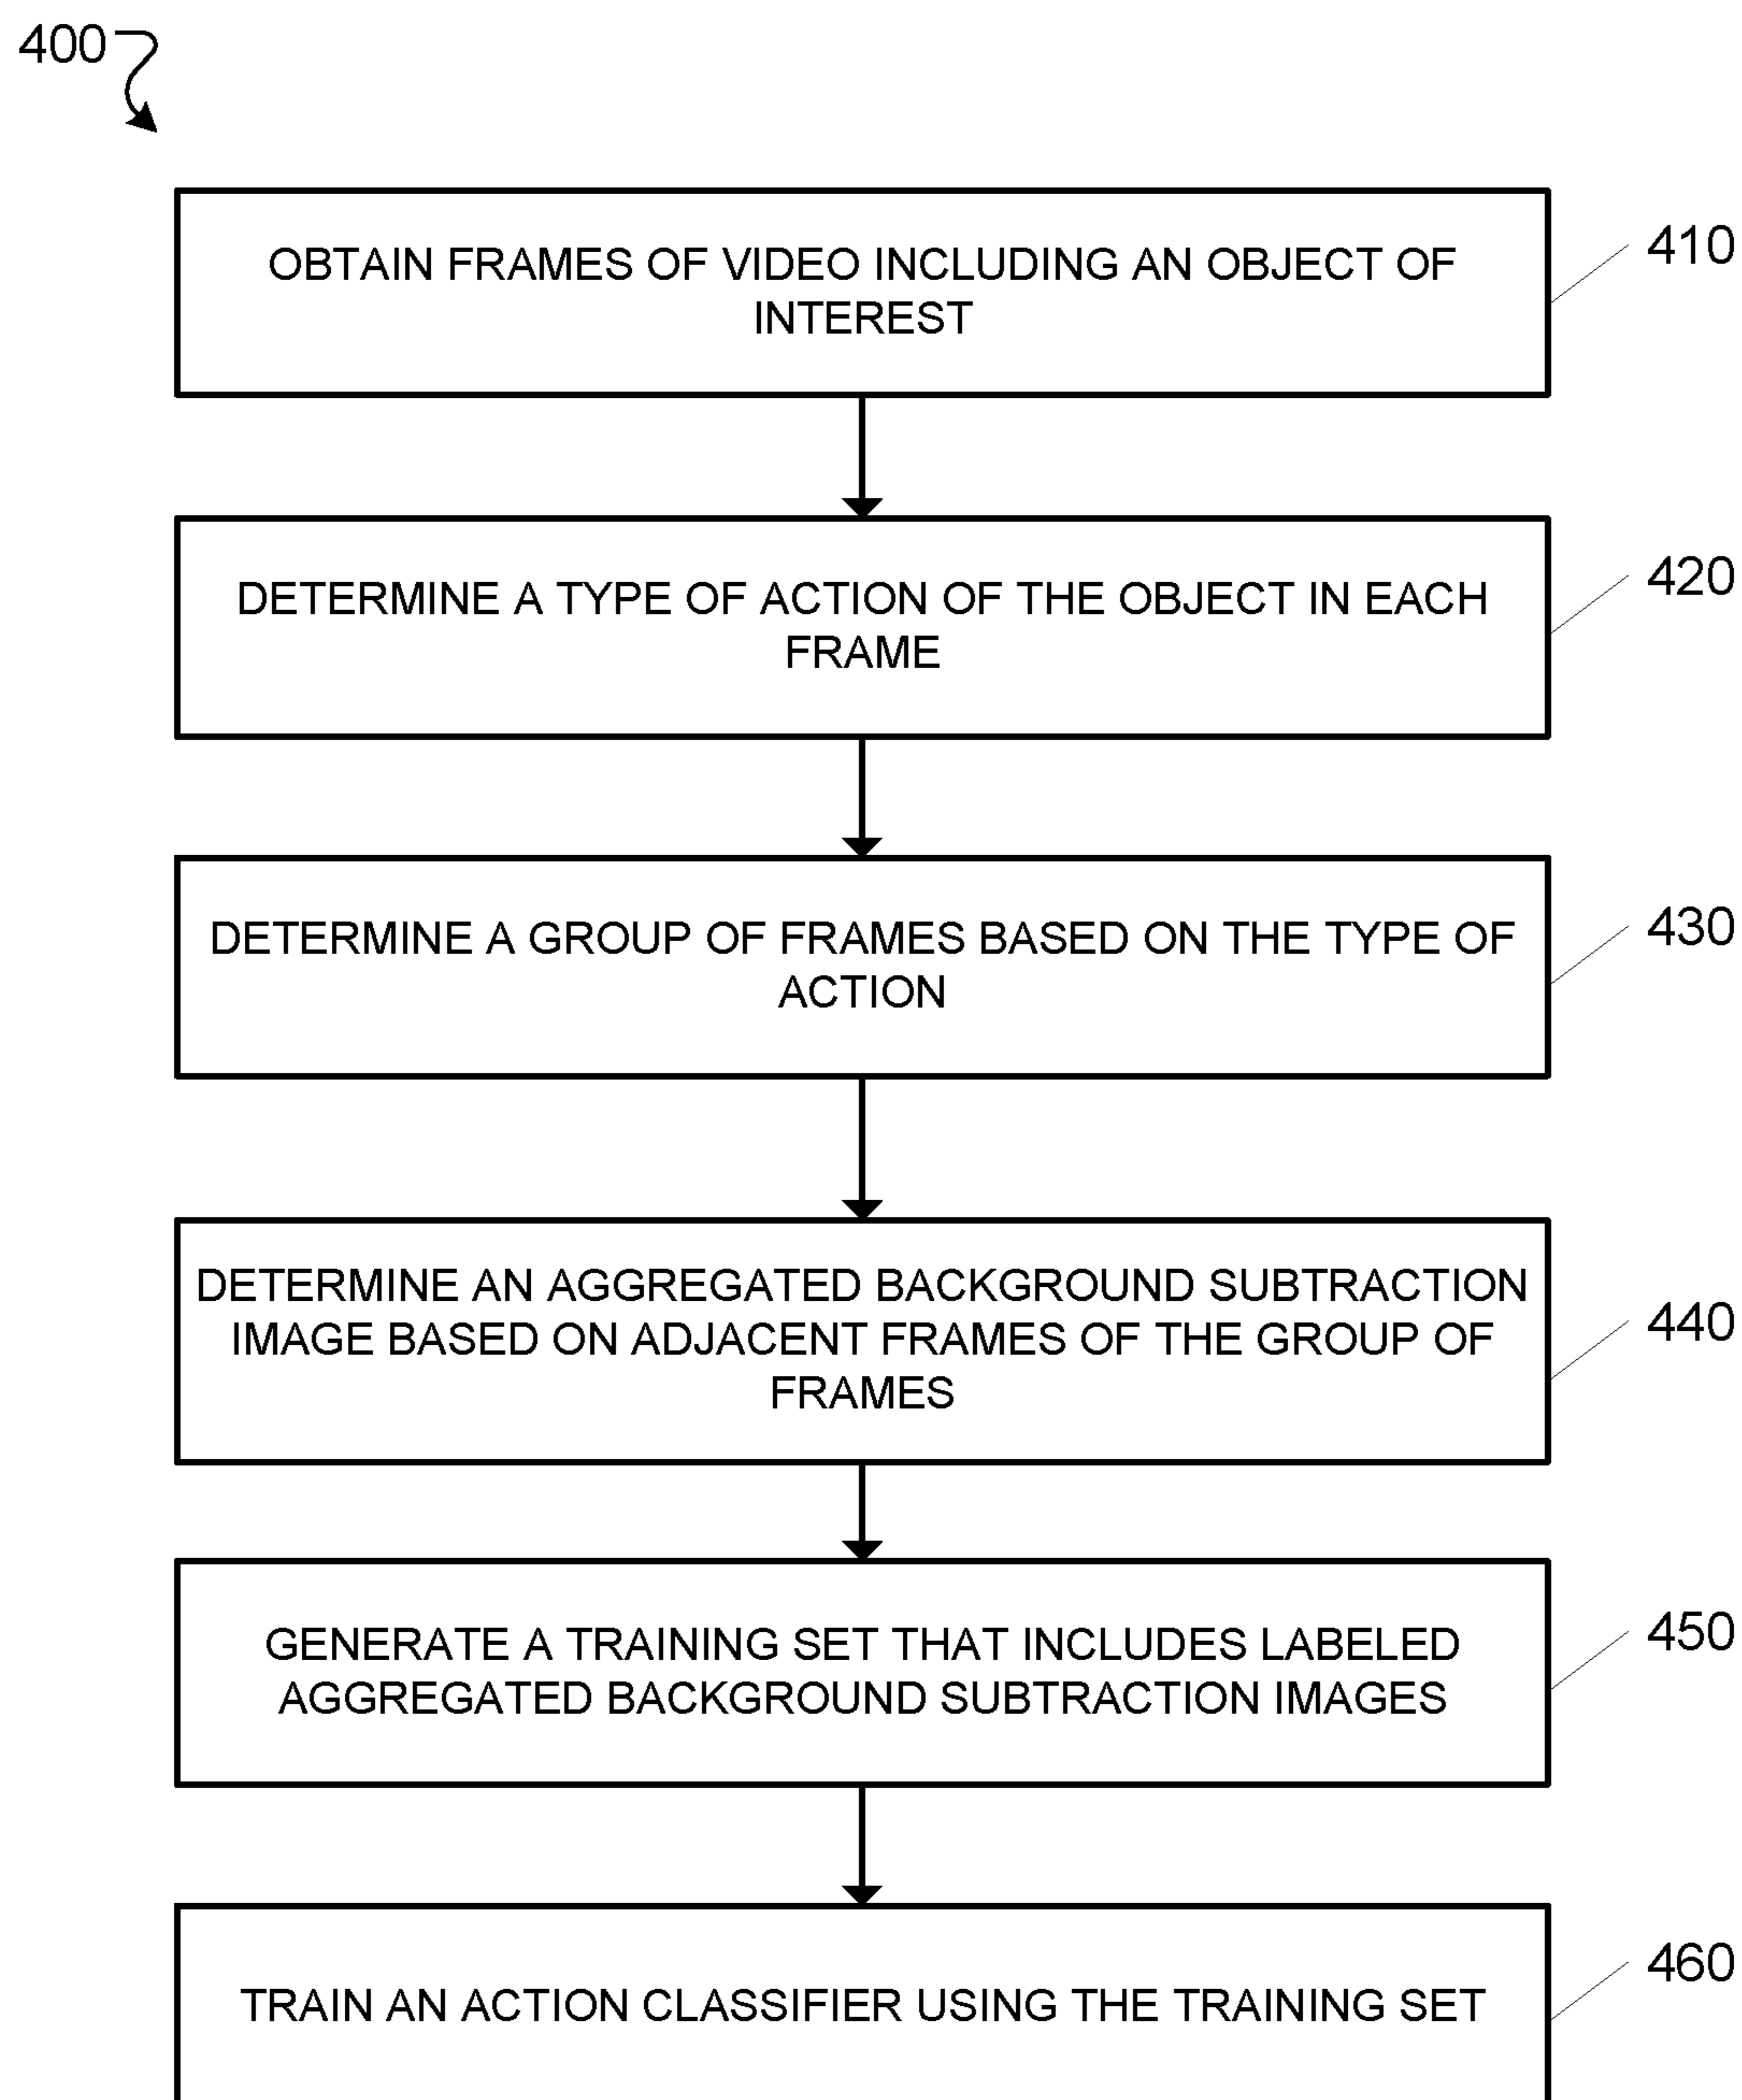 400
OBTAIN FRAMES OF VIDEO INCLUDING AN OBJECT OF
INTEREST
410
DETERMINE A TYPE OF ACTION OF THE OBJECT IN EACH
FRAME
420
DETERMINE A GROUP OF FRAMES BASED ON THE TYPE OF
ACTION
430
DETERMINE AN AGGREGATED BACKGROUND SUBTRACTION
IMAGE BASED ON ADJACENT FRAMES OF THE GROUP OF
FRAMES
440
GENERATE A TRAINING SET THAT INCLUDES LABELED
AGGREGATED BACKGROUND SUBTRACTION IMAGES
450
TRAIN AN ACTION CLASSIFIER USING THE TRAINING SET
460